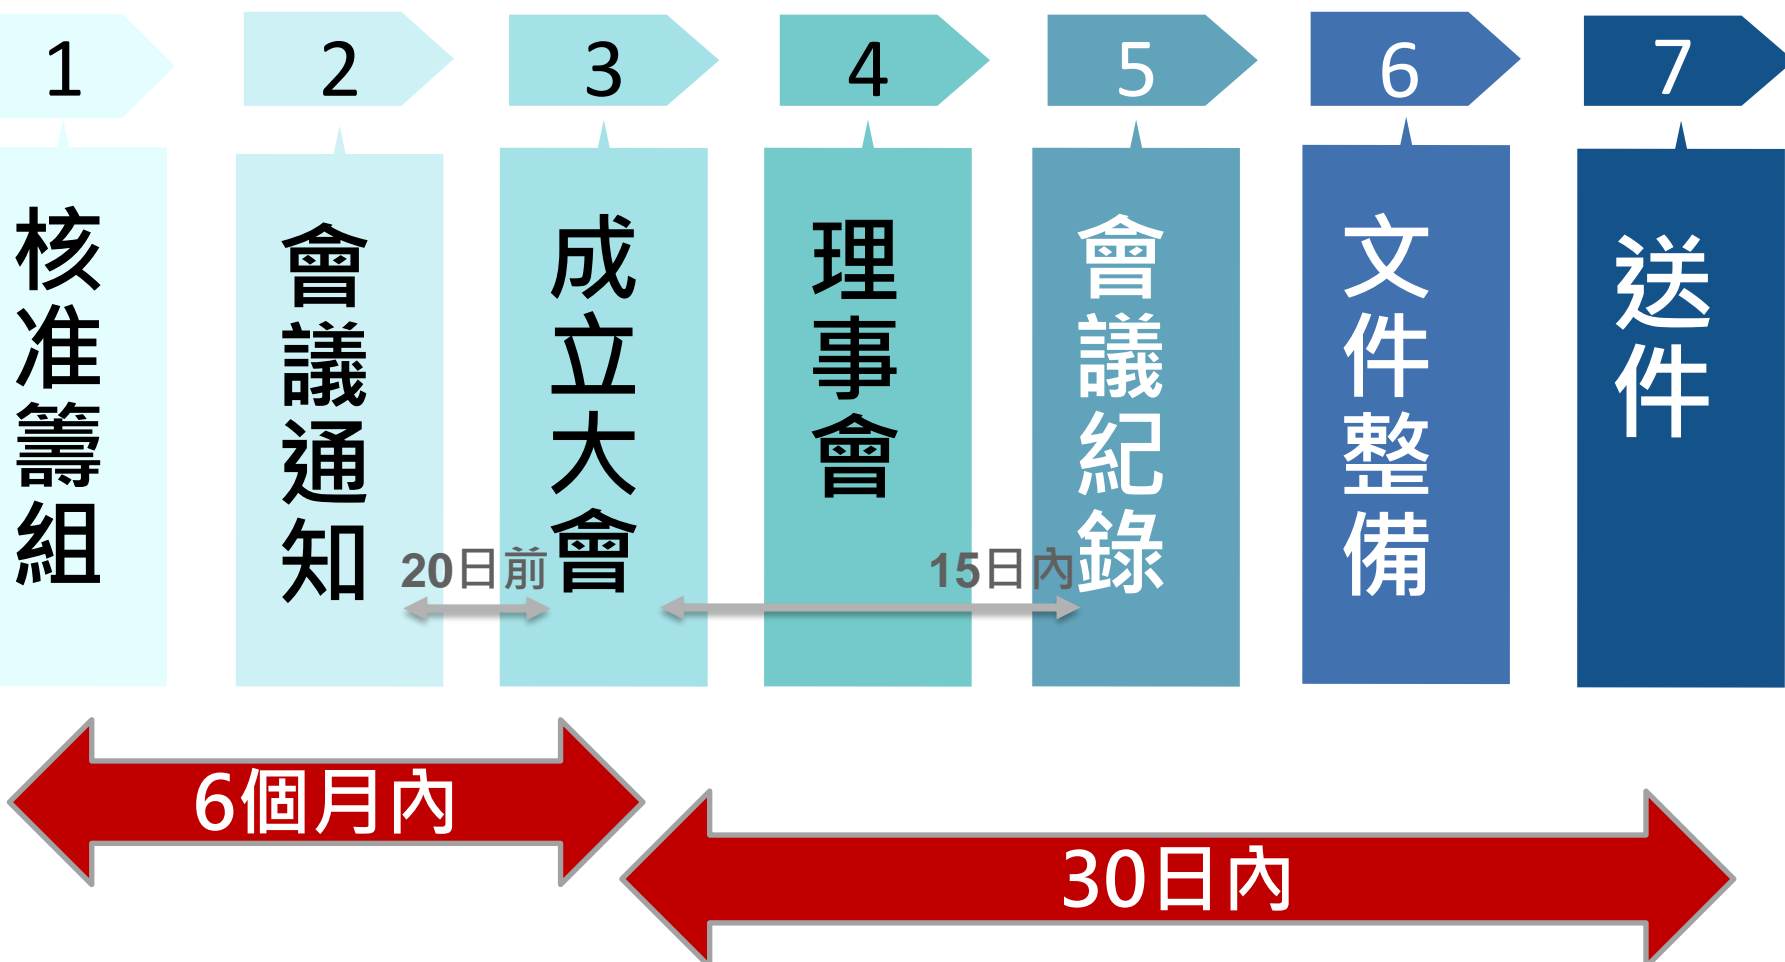 1
2
3
4
5
6
7
核准籌組
會議通知
成立大會
理事會
會議紀錄
文件整備
送件
20日前
15日內
6個月內
30日內